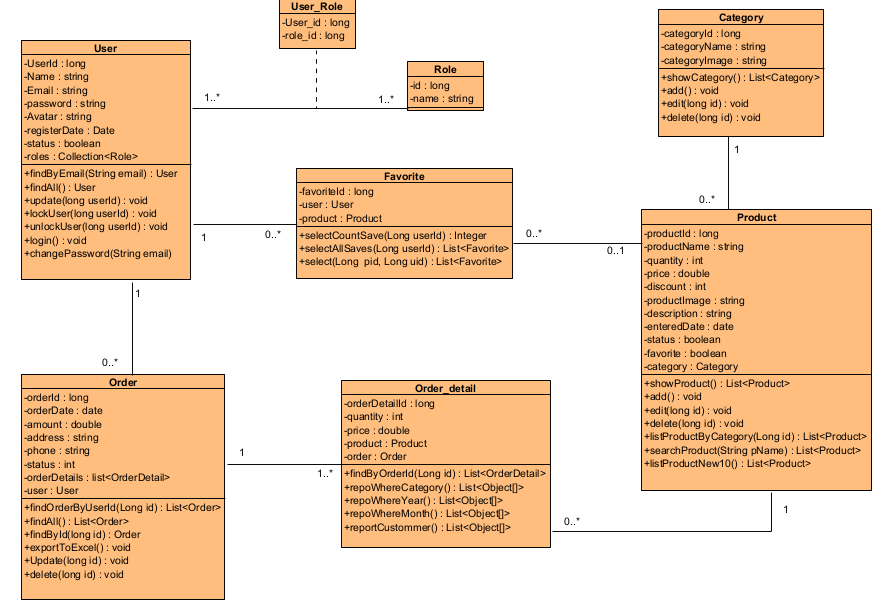 User_Role
-User_id : long
-role_id : long
Category
-categoryId : long
-categoryName : string
-categoryImage : string
+showCategory() : List<Category>
+add() : void
+edit(long id) : void
+delete(long id) : void
User
-UserId : long
-Name : string
-Email : string
-password : string
-Avatar : string
-registerDate : Date
-status : boolean
-roles : Collection<Role>
+findByEmail(String email) : User
+findAll() : User
+update(long userId) : void
+lockUser(long userId) : void
+unlockUser(long userId) : void
+login() : void
+changePassword(String email)
1..*
1..*
Role
-id : long
-name : string
1
0..*
Favorite
-favoriteId : long
-user : User
-product : Product
+selectCountSave(Long userId) : Integer
+selectAllSaves(Long userId) : List<Favorite>
+select(Long  pid, Long uid) : List<Favorite>
1
0..*
0..*
0..1
Product
-productId : long
-productName : string
-quantity : int
-price : double
-discount : int
-productImage : string
-description : string
-enteredDate : date
-status : boolean
-favorite : boolean
-category : Category
+showProduct() : List<Product>
+add() : void
+edit(long id) : void
+delete(long id) : void
+listProductByCategory(Long id) : List<Product>
+searchProduct(String pName) : List<Product>
+listProductNew10() : List<Product>
1
0..*
Order
-orderId : long
-orderDate : date
-amount : double
-address : string
-phone : string
-status : int
-orderDetails : list<OrderDetail>
-user : User
+findOrderByUserId(Long id) : List<Order>
+findAll() : List<Order>
+findById(long id) : Order
+exportToExcel() : void
+Update(long id) : void
+delete(long id) : void
1
1..*
Order_detail
-orderDetailId : long
-quantity : int
-price : double
-product : Product
-order : Order
+findByOrderId(Long id) : List<OrderDetail>
+repoWhereCategory() : List<Object[]>
+repoWhereYear() : List<Object[]>
+repoWhereMonth() : List<Object[]>
+reportCustommer() : List<Object[]>
0..*
1